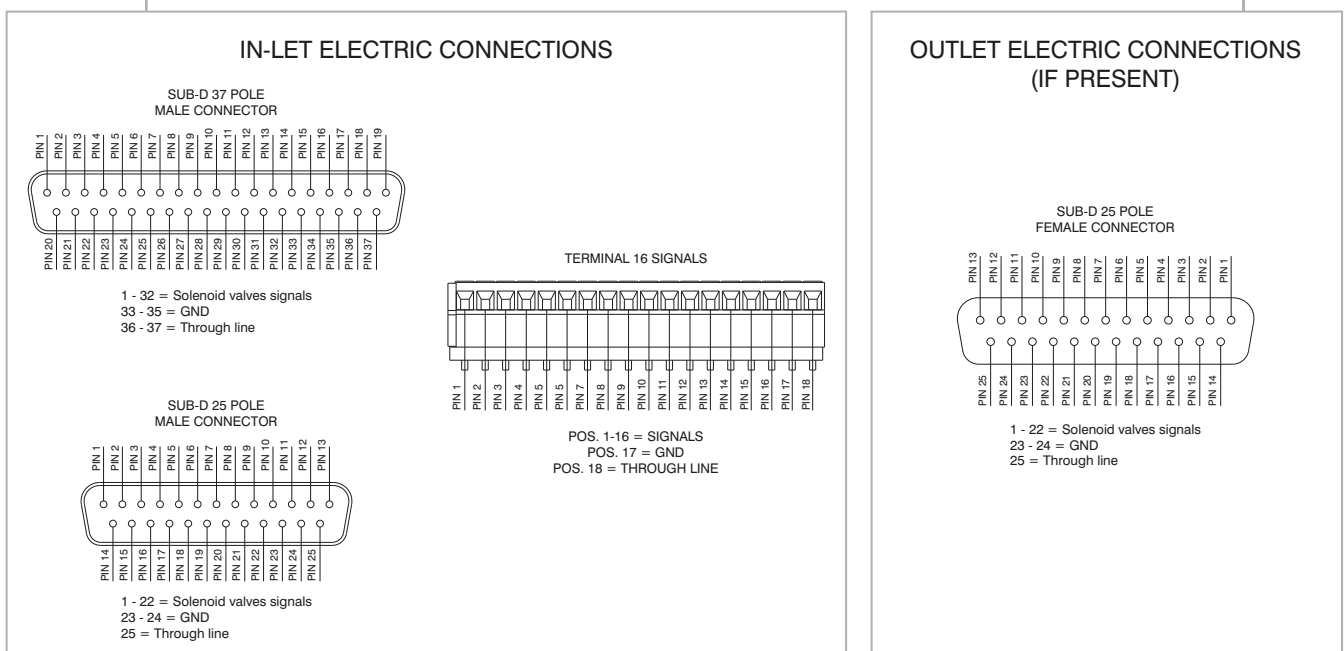 IN-LET ELECTRIC CONNECTIONS
SUB-D 37 POLE
MALE CONNECTOR
PIN 1
PIN 2
PIN 3
PIN 4
PIN 5
PIN 6
PIN 7
PIN 8
PIN 9
PIN 10
PIN 11
PIN 12
PIN 13
PIN 14
PIN 15
PIN 16
PIN 17
PIN 18
PIN 19
PIN 20
PIN 21
PIN 22
PIN 23
PIN 24
PIN 25
PIN 26
PIN 27
PIN 28
PIN 29
PIN 30
PIN 31
PIN 32
PIN 33
PIN 34
PIN 35
PIN 36
PIN 37
1 - 32 = Solenoid valves signals
33 - 35 = GND
36 - 37 = Through line
SUB-D 25 POLE
MALE CONNECTOR
PIN 1
PIN 2
PIN 3
PIN 4
PIN 5
PIN 6
PIN 7
PIN 8
PIN 9
PIN 10
PIN 11
PIN 12
PIN 13
PIN 14
PIN 15
PIN 16
PIN 17
PIN 18
PIN 19
PIN 20
PIN 21
PIN 22
PIN 23
PIN 24
PIN 25
1 - 22 = Solenoid valves signals
23 - 24 = GND
25 = Through line
TERMINAL 16 SIGNALS
PIN 1
PIN 2
PIN 3
PIN 4
PIN 5
PIN 5
PIN 7
PIN 8
PIN 9
PIN 10
PIN 11
PIN 12
PIN 13
PIN 14
PIN 15
PIN 16
PIN 17
PIN 18
POS. 1-16 = SIGNALS
POS. 17 = GND
POS. 18 = THROUGH LINE
OUTLET ELECTRIC CONNECTIONS
(IF PRESENT)
SUB-D 25 POLE
FEMALE CONNECTOR
PIN 13
PIN 12
PIN 11
PIN 10
PIN 9
PIN 8
PIN 7
PIN 6
PIN 5
PIN 4
PIN 3
PIN 2
PIN 1
PIN 25
PIN 24
PIN 23
PIN 22
PIN 21
PIN 20
PIN 19
PIN 18
PIN 17
PIN 16
PIN 15
PIN 14
1 - 22 = Solenoid valves signals
23 - 24 = GND
25 = Through line